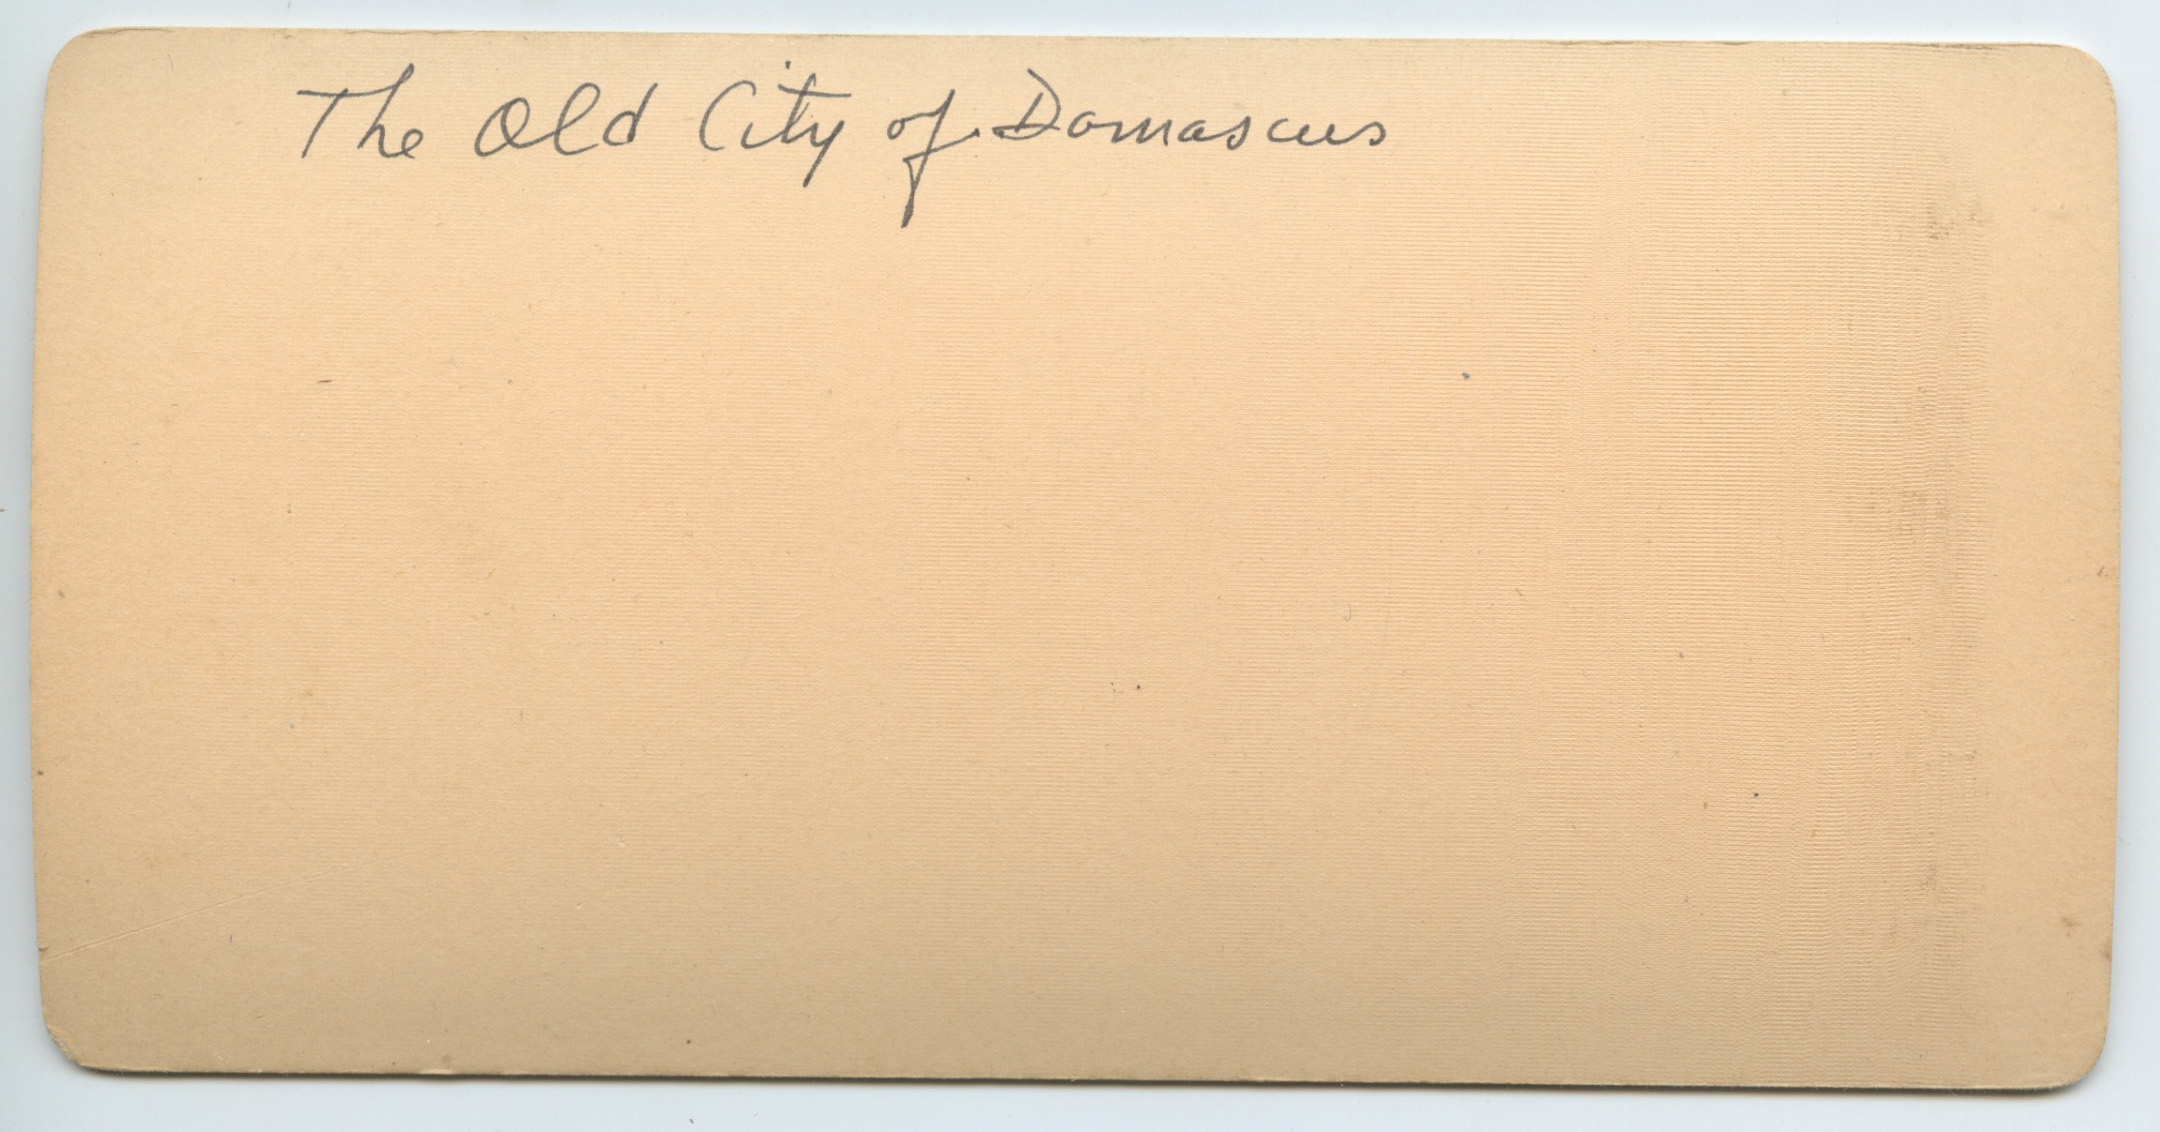 The Old City of Damascus